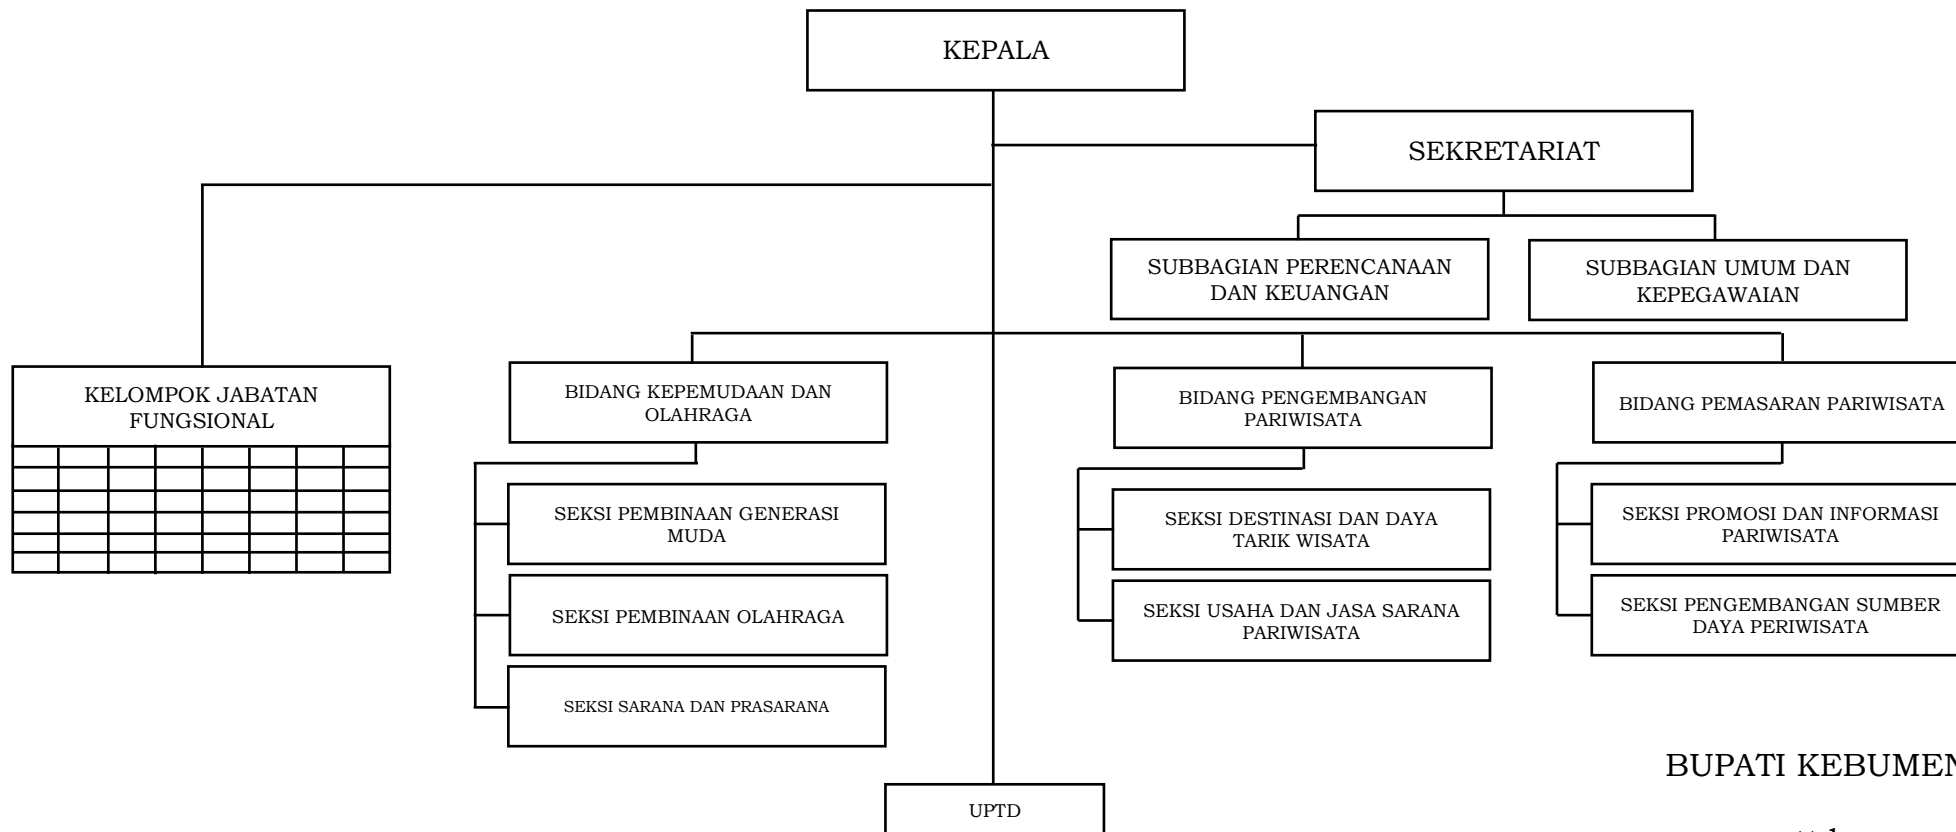 KEPALA
SEKRETARIAT
SUBBAGIAN PERENCANAAN
DAN KEUANGAN
SUBBAGIAN UMUM DAN
KEPEGAWAIAN
KELOMPOK JABATAN
FUNGSIONAL
BIDANG KEPEMUDAAN DAN
OLAHRAGA
BIDANG PENGEMBANGAN
PARIWISATA
BIDANG PEMASARAN PARIWISATA
SEKSI PEMBINAAN GENERASI
MUDA
SEKSI PEMBINAAN OLAHRAGA
SEKSI SARANA DAN PRASARANA
SEKSI DESTINASI DAN DAYA
TARIK WISATA
SEKSI USAHA DAN JASA SARANA
PARIWISATA
SEKSI PROMOSI DAN INFORMASI
PARIWISATA
SEKSI PENGEMBANGAN SUMBER
DAYA PERIWISATA
UPTD
BUPATI KEBUMEN